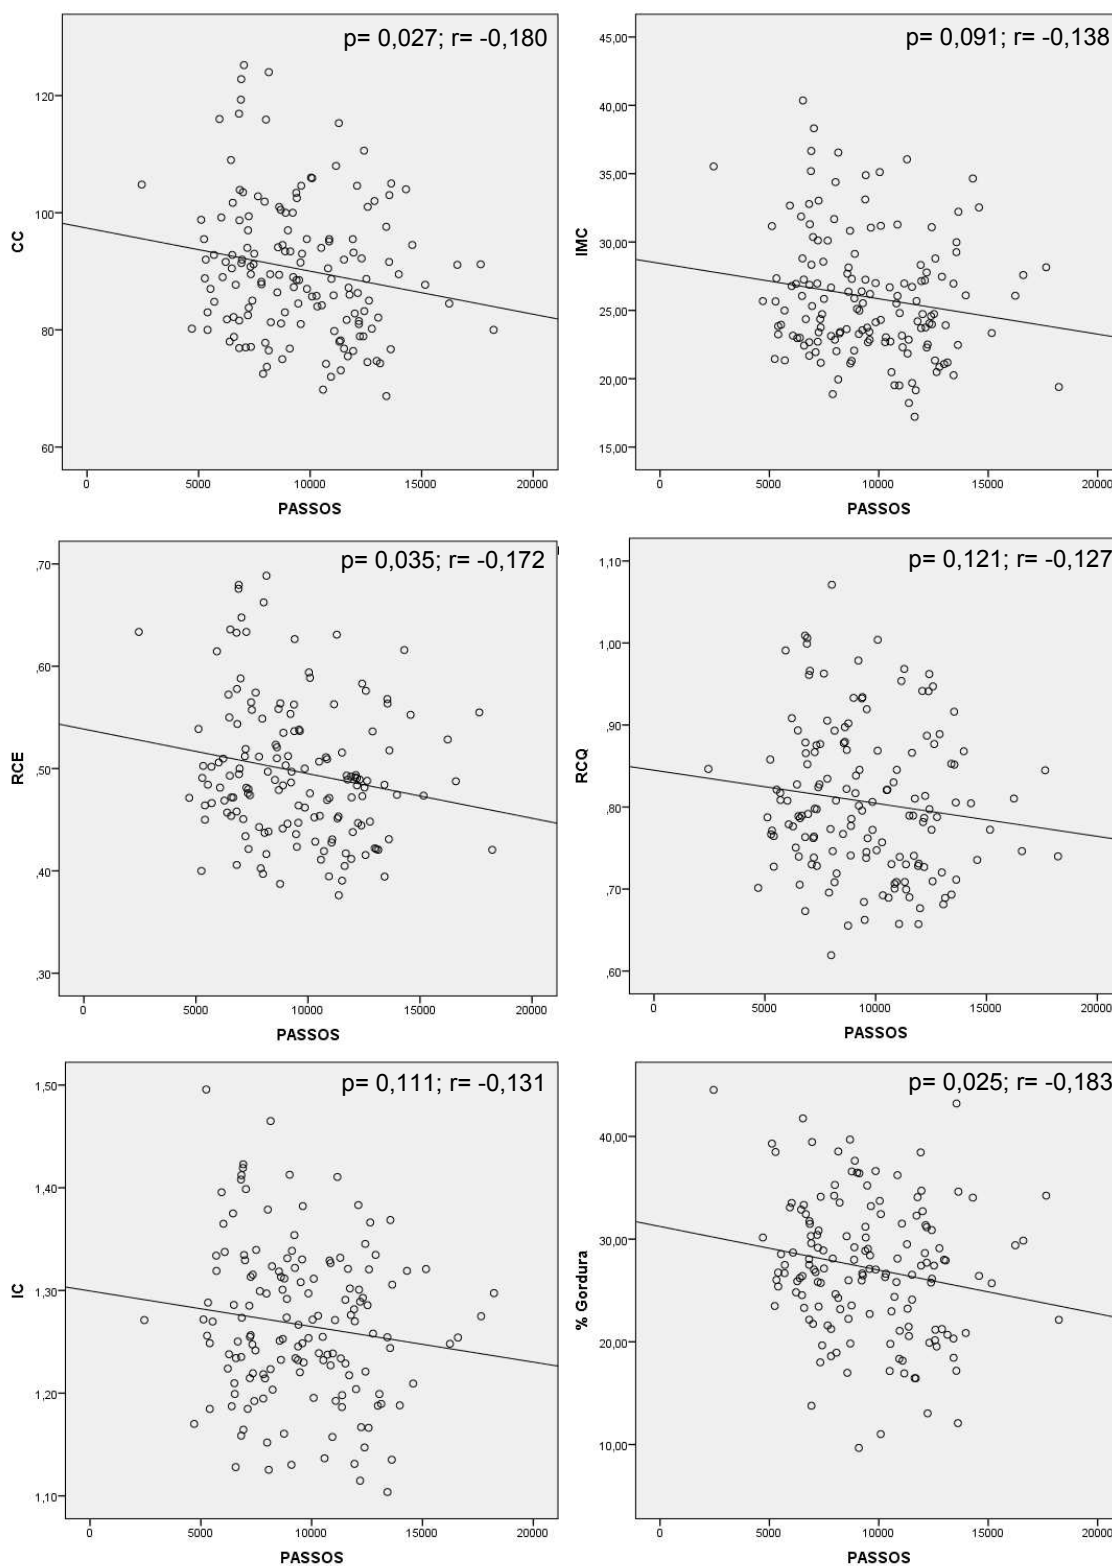 p= 0,027; r= -0,180
120
100
80
60
CC
0 5000 10000 15000 20000
PASSOS
p= 0,091; r= -0,138
45,00
40,00
35,00
30,00
25,00
20,00
15,00
IMC
0 5000 10000 15000 20000
PASSOS
p= 0,035; r= -0,172
,70
,60
,50
,40
,30
RCE
0 5000 10000 15000 20000
PASSOS
p= 0,121; r= -0,127
1,10
1,00
,90
,80
,70
,60
RCQ
0 5000 10000 15000 20000
PASSOS
p= 0,111; r= -0,131
1,50
1,40
1,30
1,20
1,10
IC
0 5000 10000 15000 20000
PASSOS
p= 0,025; r= -0,183
40,00
30,00
20,00
10,00
% Gordura
0 5000 10000 15000 20000
PASSOS